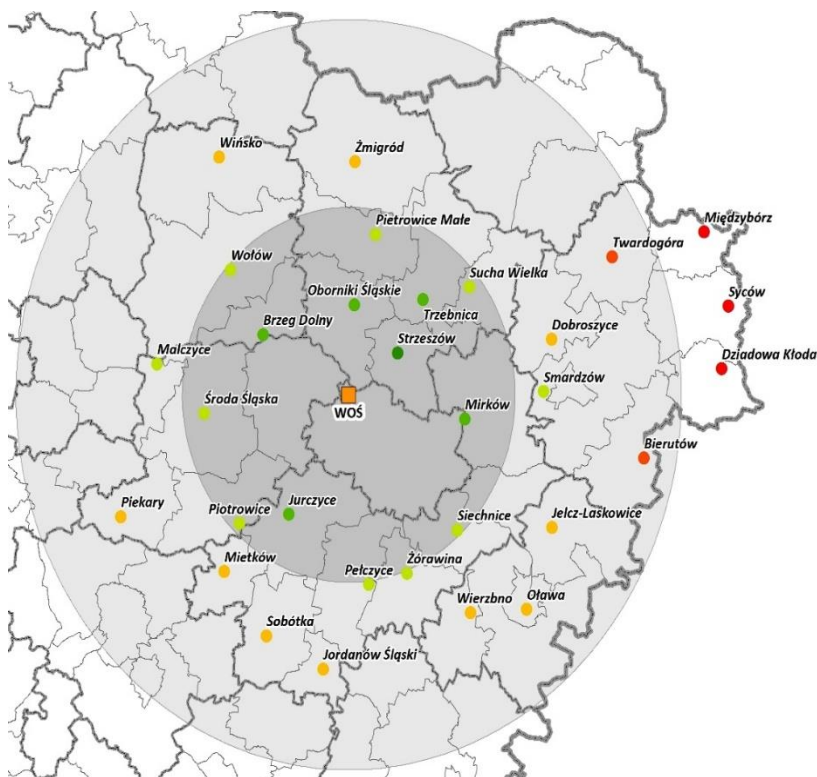 Wińsko
Żmigród
Międzybórz
Pietrowice Małe
Twardogóra
Wołów
Sucha Wielka
Oborniki Śląskie
Syców
Trzebnica
Brzeg Dolny
Dobroszyce
Strzeszów
Dziadowa Kłoda
Malczyce
Smardzów
Środa Śląska
WOŚ
Mirków
Bierutów
Piekary
Piotrowice
Jurczyce
Siechnice
Jelcz-Laskowice
Mietków
Pełczyce
Żórawina
Wierzbno
Oława
Sobótka
Jordanów Śląski